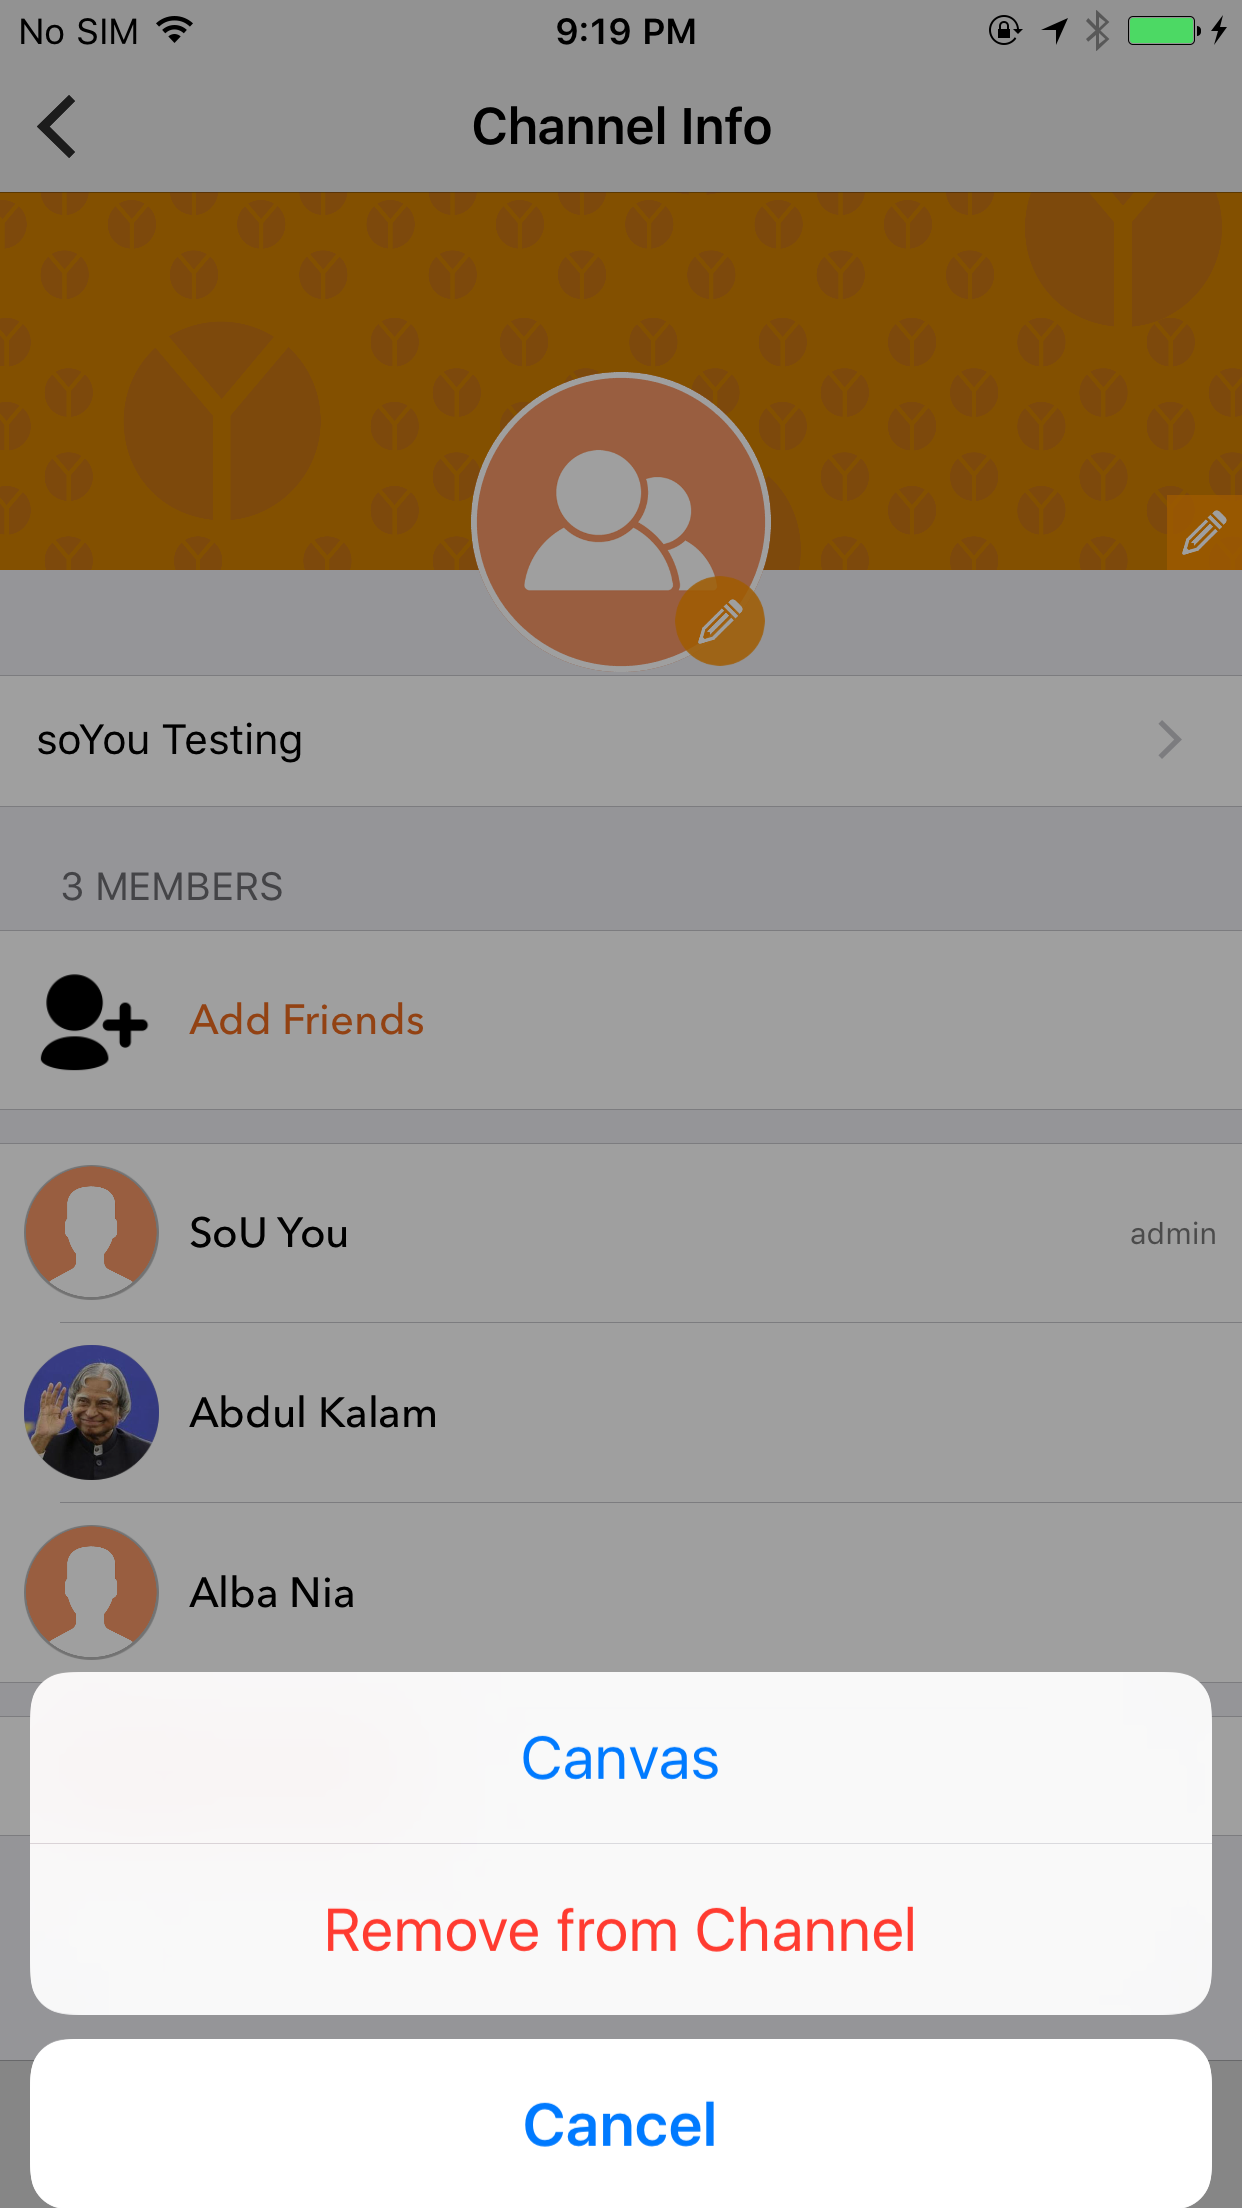 No SIM 9:19 PM
Channel Info
soYou Testing
3 MEMBERS
Add Friends
SoU You admin
Abdul Kalam
Alba Nia
Canvas
Remove from Channel
Cancel